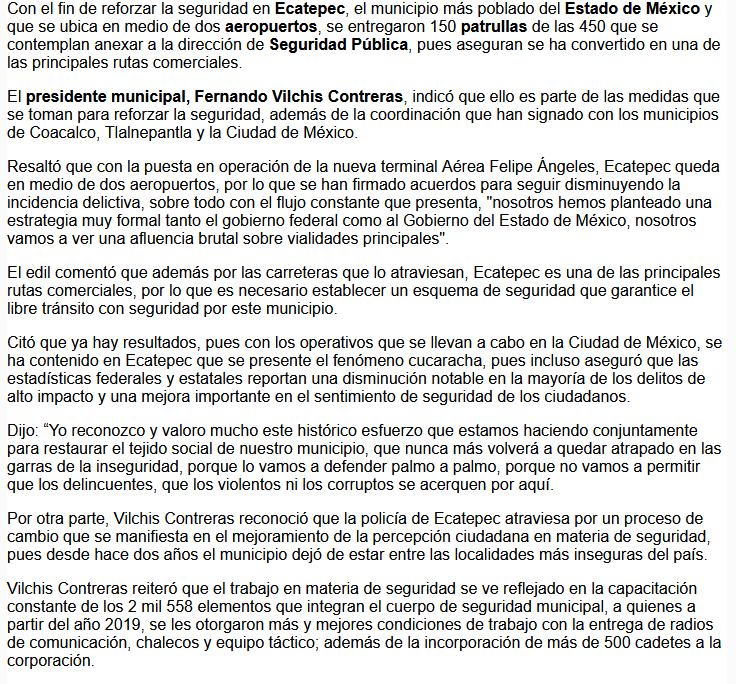 Con el fin de reforzar la seguridad en Ecatepec, el municipio más poblado del Estado de México y
que se ubica en medio de dos aeropuertos, se entregaron 150 patrullas de las 450 que se
contemplan anexar a la dirección de Seguridad Pública, pues aseguran se ha convertido en una de
las principales rutas comerciales.
El presidente municipal, Fernando Vilchis Contreras, indicó que ello es parte de las medidas que
se toman para reforzar la seguridad, además de la coordinación que han signado con los municipios
de Coacalco, Tlalnepantla y la Ciudad de México.
Resaltó que con la puesta en operación de la nueva terminal Aérea Felipe Ángeles, Ecatepec queda
en medio de dos aeropuertos, por lo que se han firmado acuerdos para seguir disminuyendo la
incidencia delictiva, sobre todo con el flujo constante que presenta, "nosotros hemos planteado una
estrategia muy formal tanto el gobierno federal como al Gobierno del Estado de México, nosotros
vamos a ver una afluencia brutal sobre vialidades principales".
El edil comentó que además por las carreteras que lo atraviesan, Ecatepec es una de las principales
rutas comerciales, por lo que es necesario establecer un esquema de seguridad que garantice el
libre tránsito con seguridad por este municipio.
Citó que ya hay resultados, pues con los operativos que se llevan a cabo en la Ciudad de México, se
ha contenido en Ecatepec que se presente el fenómeno cucaracha, pues incluso aseguró que las
estadísticas federales y estatales reportan una disminución notable en la mayoría de los delitos de
alto impacto y una mejora importante en el sentimiento de seguridad de los ciudadanos.
Dijo: “Yo reconozco y valoro mucho este histórico esfuerzo que estamos haciendo conjuntamente
para restaurar el tejido social de nuestro municipio, que nunca más volverá a quedar atrapado en las
garras de la inseguridad, porque lo vamos a defender palmo a palmo, porque no vamos a permitir
que los delincuentes, que los violentos ni los corruptos se acerquen por aquí.
Por otra parte, Vilchis Contreras reconoció que la policía de Ecatepec atraviesa por un proceso de
cambio que se manifiesta en el mejoramiento de la percepción ciudadana en materia de seguridad,
pues desde hace dos años el municipio dejó de estar entre las localidades más inseguras del país.
Vilchis Contreras reiteró que el trabajo en materia de seguridad se ve reflejado en la capacitación
constante de los 2 mil 558 elementos que integran el cuerpo de seguridad municipal, a quienes a
partir del año 2019, se les otorgaron más y mejores condiciones de trabajo con la entrega de radios
de comunicación, chalecos y equipo táctico; además de la incorporación de más de 500 cadetes a la
corporación.